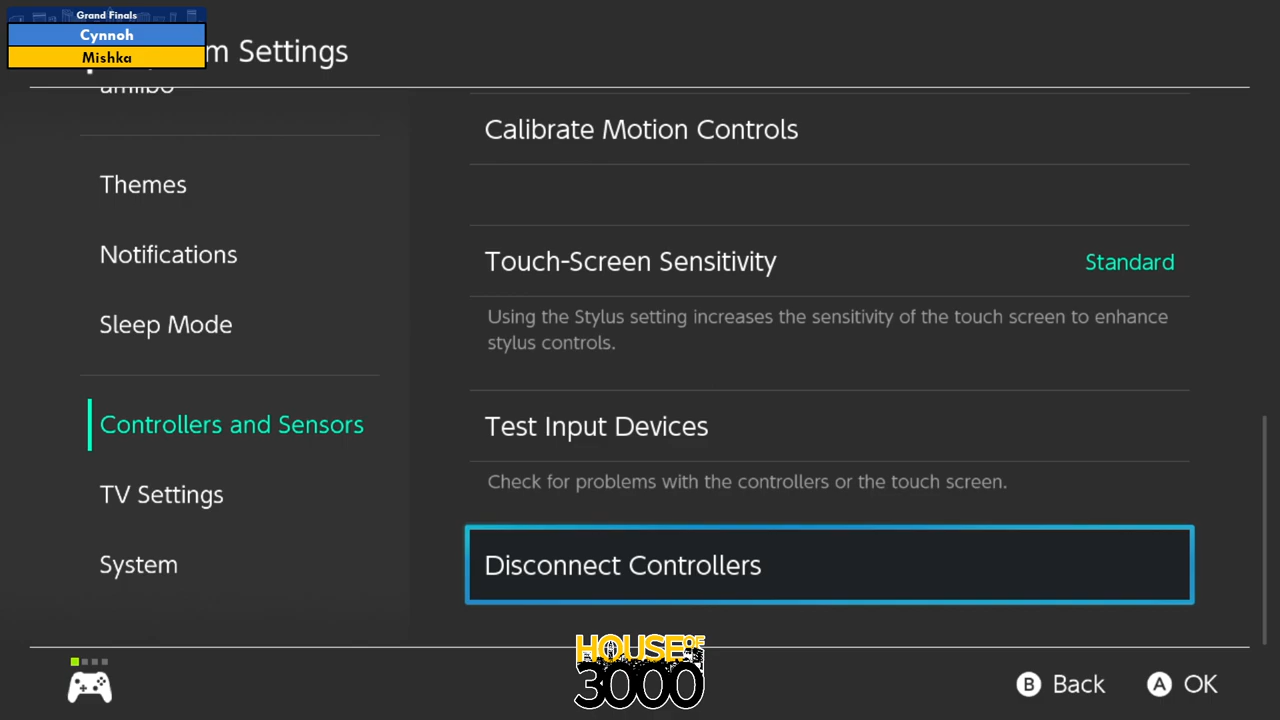 Grand Finals
Cynnoh
Mishka
m Settings
amiibo
Themes
Notifications
Sleep Mode
Controllers and Sensors
TV Settings
System
Calibrate Motion Controls
Touch-Screen Sensitivity
Standard
Using the Stylus setting increases the sensitivity of the touch screen to enhance
stylus controls.
Test Input Devices
Check for problems with the controllers or the touch screen.
Disconnect Controllers
HOUSE OF
3000
B Back
A OK